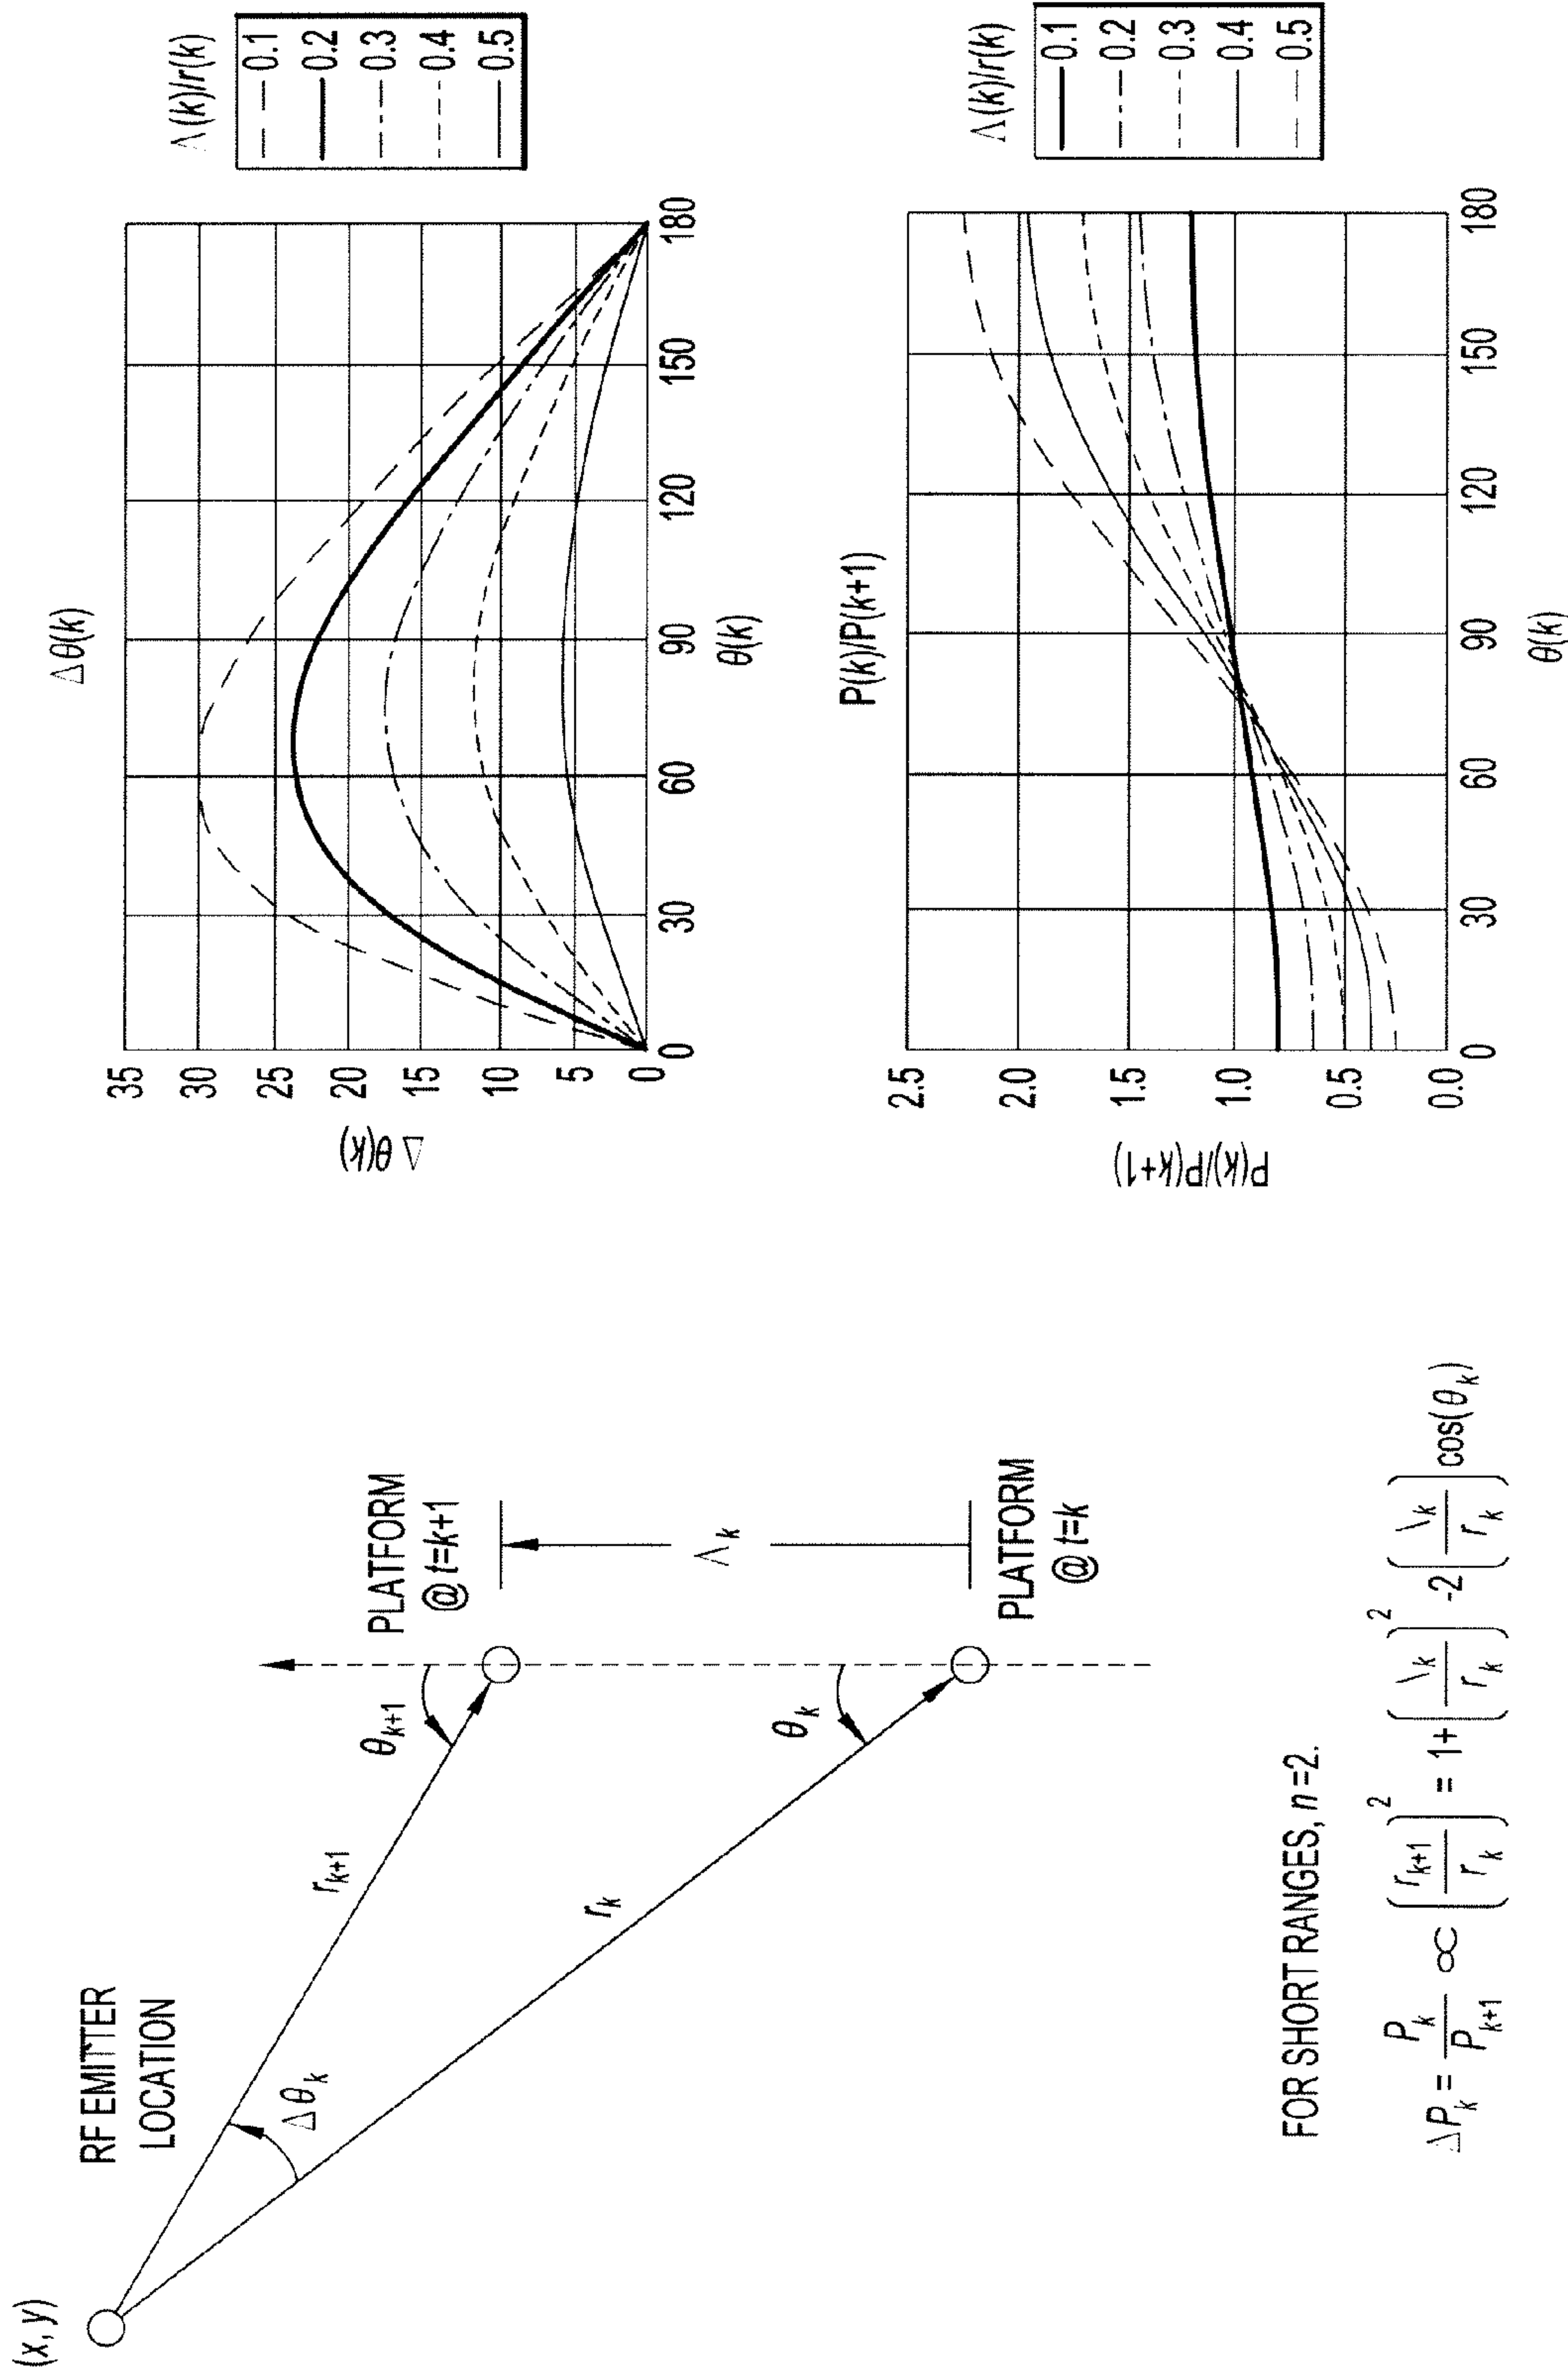 (x, y)
RF EMITTER
LOCATION
Δθk
rk+1
rk
θk+1
θk
PLATFORM
@ t=k+1
Λk
PLATFORM
@ t=k
FOR SHORT RANGES, n=2.
ΔPk = Pk/Pk+1 ∝ (rk+1/rk)² = 1+(Λk/rk)² -2(Λk/rk) cos(θk)
Δθ(k)
Δ θ(k)
35
30
25
20
15
10
5
0
0 30 60 90 120 150 180
θ(k)
Λ(k)/r(k)
0.1
0.2
0.3
0.4
0.5
P(k)/P(k+1)
P(k)/P(k+1)
2.5
2.0
1.5
1.0
0.5
0.0
0 30 60 90 120 150 180
θ(k)
Λ(k)/r(k)
0.1
0.2
0.3
0.4
0.5